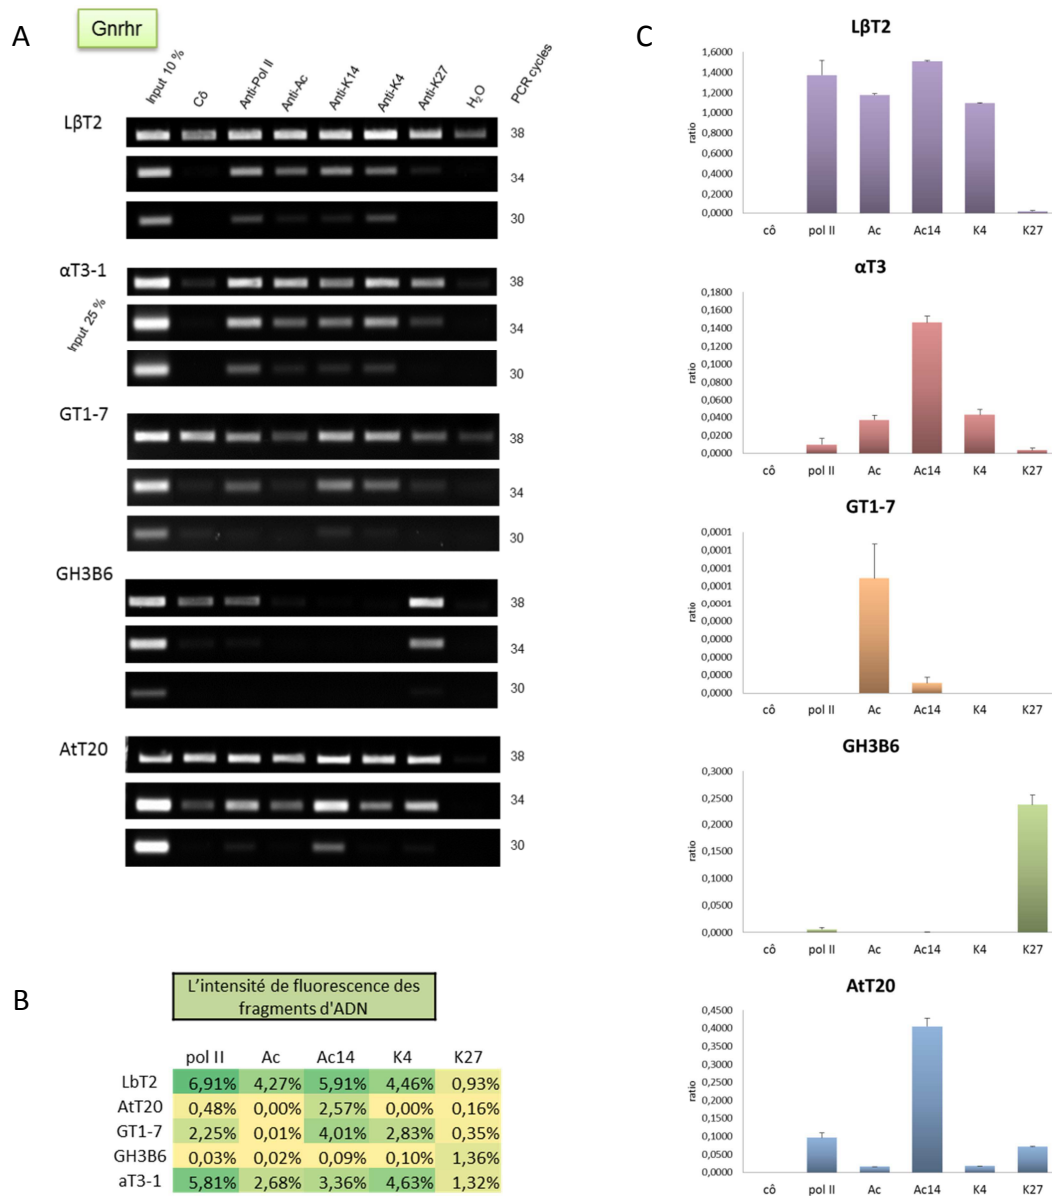 A
Gnrhr
Input 10 %
Cô
Anti-Pol II
Anti-Ac
Anti-K14
Anti-K4
Anti-K27
H₂O
PCR cycles
LβT2
38
34
30
αT3-1
Input 25 %
38
34
30
GT1-7
38
34
30
GH3B6
38
34
30
AtT20
38
34
30
B
L'intensité de fluorescence des
fragments d'ADN
pol II Ac Ac14 K4 K27
LbT2 6,91% 4,27% 5,91% 4,46% 0,93%
AtT20 0,48% 0,00% 2,57% 0,00% 0,16%
GT1-7 2,25% 0,01% 4,01% 2,83% 0,35%
GH3B6 0,03% 0,02% 0,09% 0,10% 1,36%
aT3-1 5,81% 2,68% 3,36% 4,63% 1,32%
C
LβT2
ratio
1,6000
1,4000
1,2000
1,0000
0,8000
0,6000
0,4000
0,2000
0,0000
cô pol II Ac Ac14 K4 K27
αT3
ratio
0,1800
0,1600
0,1400
0,1200
0,1000
0,0800
0,0600
0,0400
0,0200
0,0000
cô pol II Ac Ac14 K4 K27
GT1-7
ratio
0,0001
0,0001
0,0001
0,0001
0,0001
0,0000
0,0000
0,0000
0,0000
0,0000
cô pol II Ac Ac14 K4 K27
GH3B6
ratio
0,3000
0,2500
0,2000
0,1500
0,1000
0,0500
0,0000
cô pol II Ac Ac14 K4 K27
AtT20
ratio
0,4500
0,4000
0,3500
0,3000
0,2500
0,2000
0,1500
0,1000
0,0500
0,0000
cô pol II Ac Ac14 K4 K27